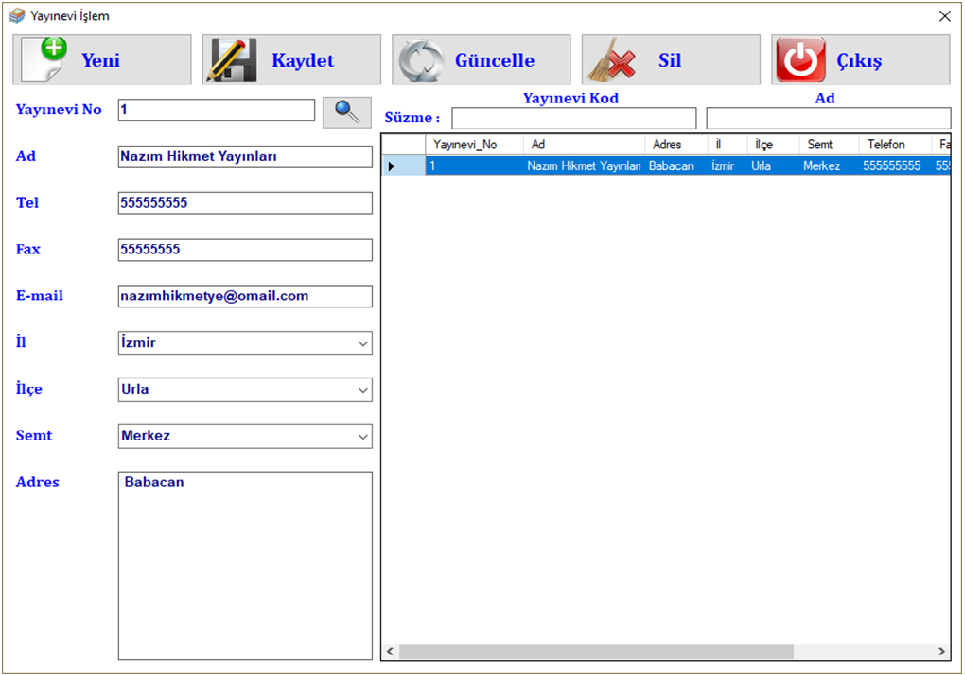 Yayınevi İşlem
Yeni
Kaydet
Güncelle
Sil
Çıkış
Yayınevi No
1
Yayınevi Kod
Ad
Süzme :
Ad
Nazım Hikmet Yayınları
Tel
555555555
Fax
55555555
E-mail
nazımhikmetye@omail.com
İl
İzmir
İlçe
Urla
Semt
Merkez
Adres
Babacan
Yayınevi_No Ad Adres İl İlçe Semt Telefon Fa
1 Nazım Hikmet Yayınlar Babacan İzmir Urla Merkez 555555555 555